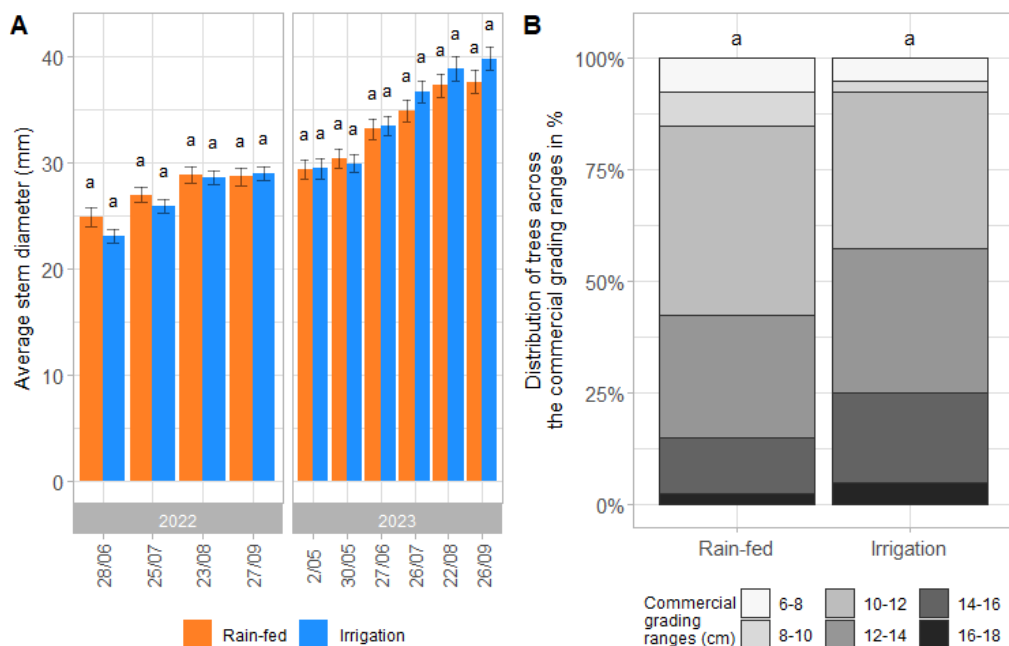 A
Average stem diameter (mm)
40
30
20
10
0
a a a a a a a a
a a a a a a a a a a a a
2022 2023
28/06 25/07 23/08 27/09 2/05 30/05 27/06 26/07 22/08 26/09
Rain-fed Irrigation
B
Distribution of trees across
the commercial grading ranges in %
a a
100%
75%
50%
25%
0%
Rain-fed Irrigation
Commercial
grading
ranges (cm)
6-8 10-12 14-16
8-10 12-14 16-18